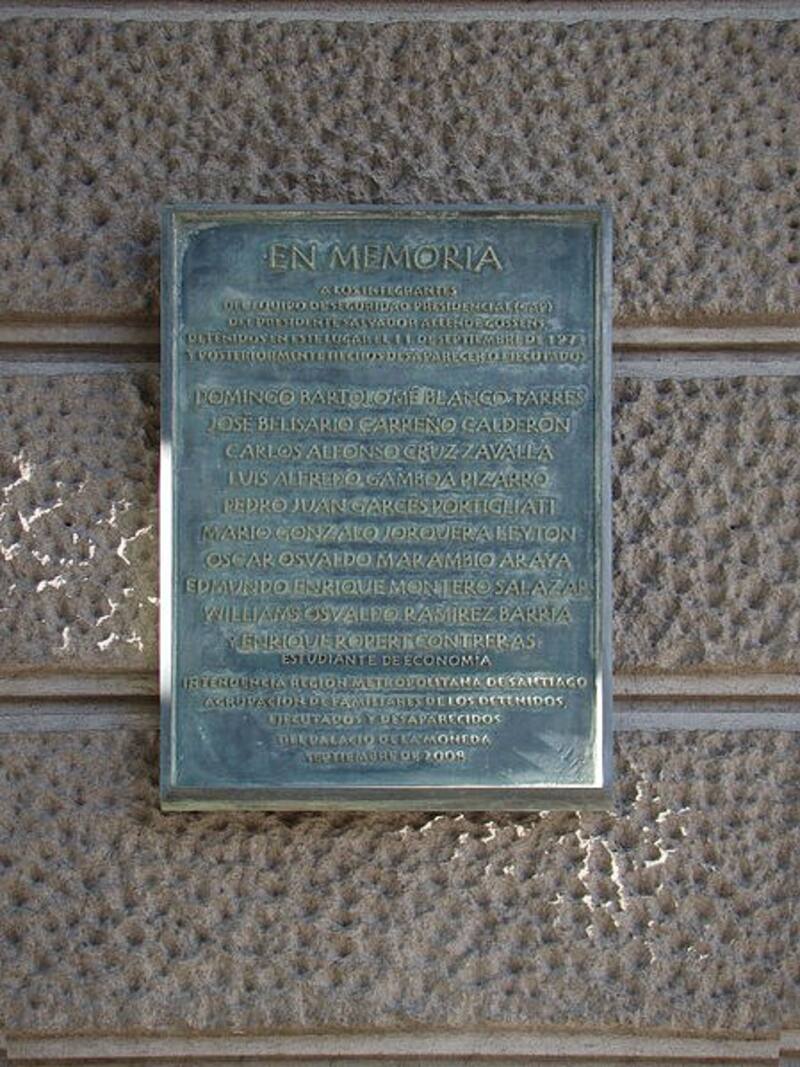 EN MEMORIA
A LOS INTEGRANTES
DEL EQUIPO DE SEGURIDAD PRESIDENCIAL (GAP)
DEL PRESIDENTE SALVADOR ALLENDE GOSSENS,
DETENIDOS EN ESTE LUGAR EL 11 DE SEPTIEMBRE DE 1973
Y POSTERIORMENTE HECHOS DESAPARECER O EJECUTADOS
DOMINGO BARTOLOMÉ BLANCO TARRES
JOSÉ BELISARIO CARREÑO CALDERÓN
CARLOS ALFONSO CRUZ ZAVALLA
LUIS ALFREDO GAMBOA PIZARRO
PEDRO JUAN GARCÉS PORTIGLIATI
MARIO GONZALO JORQUERA LEYTON
OSCAR OSVALDO MARAMBIO ARAYA
EDMUNDO ENRIQUE MONTERO SALAZAR
WILLIAMS OSVALDO RAMIREZ BARRIA
Y ENRIQUE ROPERT CONTRERAS
ESTUDIANTE DE ECONOMÍA
INTENDENCIA REGIÓN METROPOLITANA DE SANTIAGO
AGRUPACIÓN DE FAMILIARES DE LOS DETENIDOS,
EJECUTADOS Y DESAPARECIDOS
DEL PALACIO DE LA MONEDA
SEPTIEMBRE DE 2008